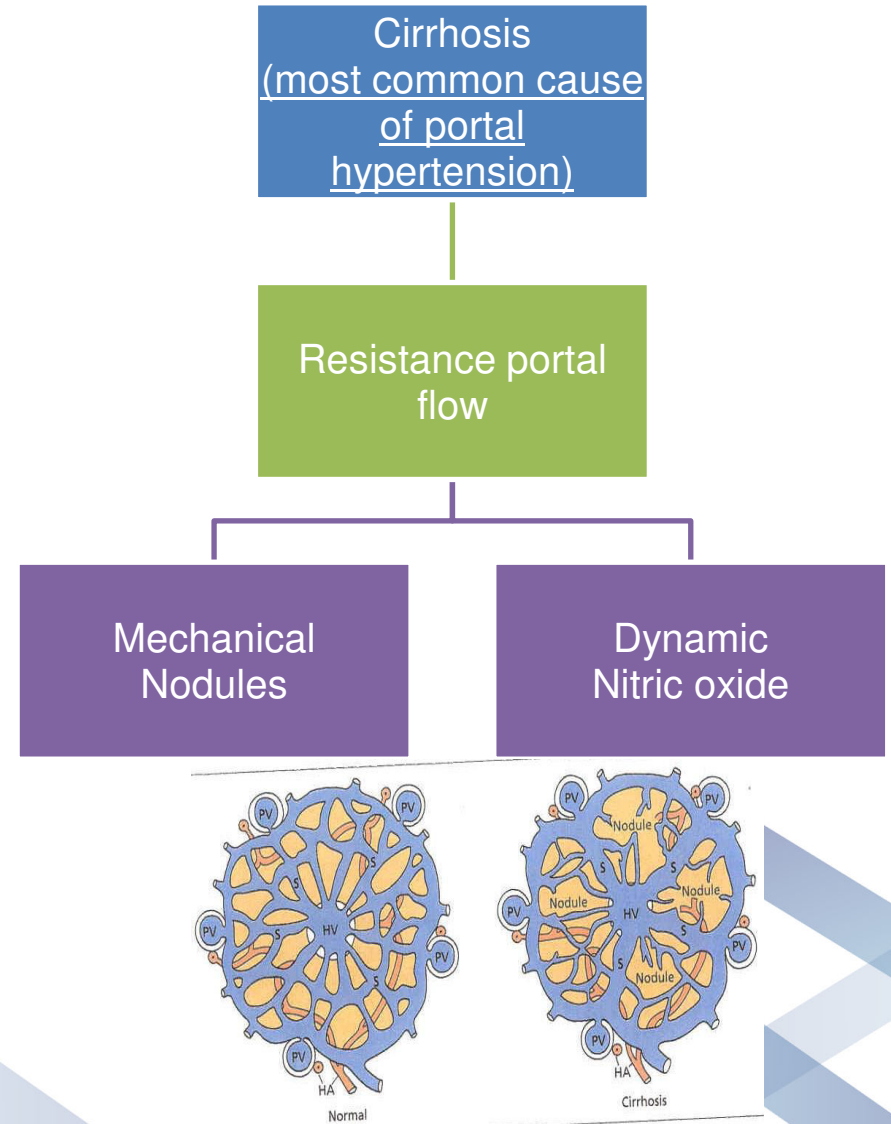 Cirrhosis
(most common cause
of portal
hypertension)
Resistance portal
flow
Mechanical
Nodules
Dynamic
Nitric oxide
PV
PV
S
S
HV
PV
S
PV
S
PV
HA
Normal
PV
PV
Nodule
S
S
Nodule
Nodule
HV
PV
S
PV
S
Nodule
PV
HA
Cirrhosis